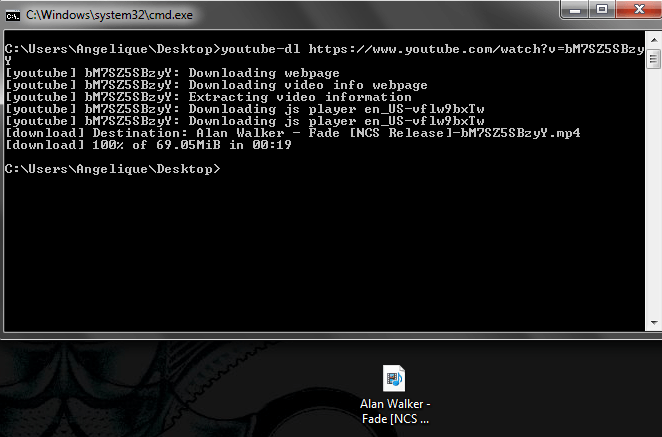 C:\Windows\system32\cmd.exe
C:\Users\Angelique\Desktop>youtube-dl https://www.youtube.com/watch?v=bM7SZ5SBzy
Y
[youtube] bM7SZ5SBzyY: Downloading webpage
[youtube] bM7SZ5SBzyY: Downloading video info webpage
[youtube] bM7SZ5SBzyY: Extracting video information
[youtube] bM7SZ5SBzyY: Downloading js player en_US-vflw9bxTw
[youtube] bM7SZ5SBzyY: Downloading js player en_US-vflw9bxTw
[download] Destination: Alan Walker - Fade [NCS Release]-bM7SZ5SBzyY.mp4
[download] 100% of 69.05MiB in 00:19
C:\Users\Angelique\Desktop>
Alan Walker -
Fade [NCS ...